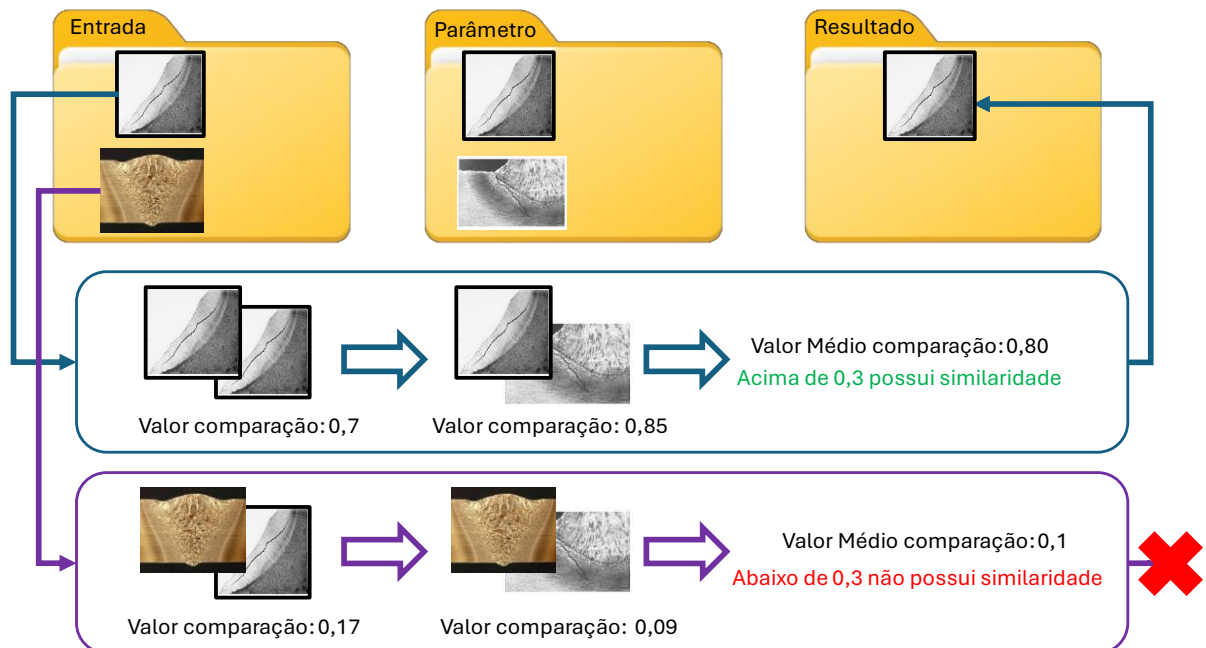 Entrada
Parâmetro
Resultado
Valor Médio comparação:0,80
Acima de 0,3 possui similaridade
Valor comparação:0,7
Valor comparação: 0,85
Valor Médio comparação:0,1
Abaixo de 0,3 não possui similaridade
Valor comparação:0,17
Valor comparação: 0,09